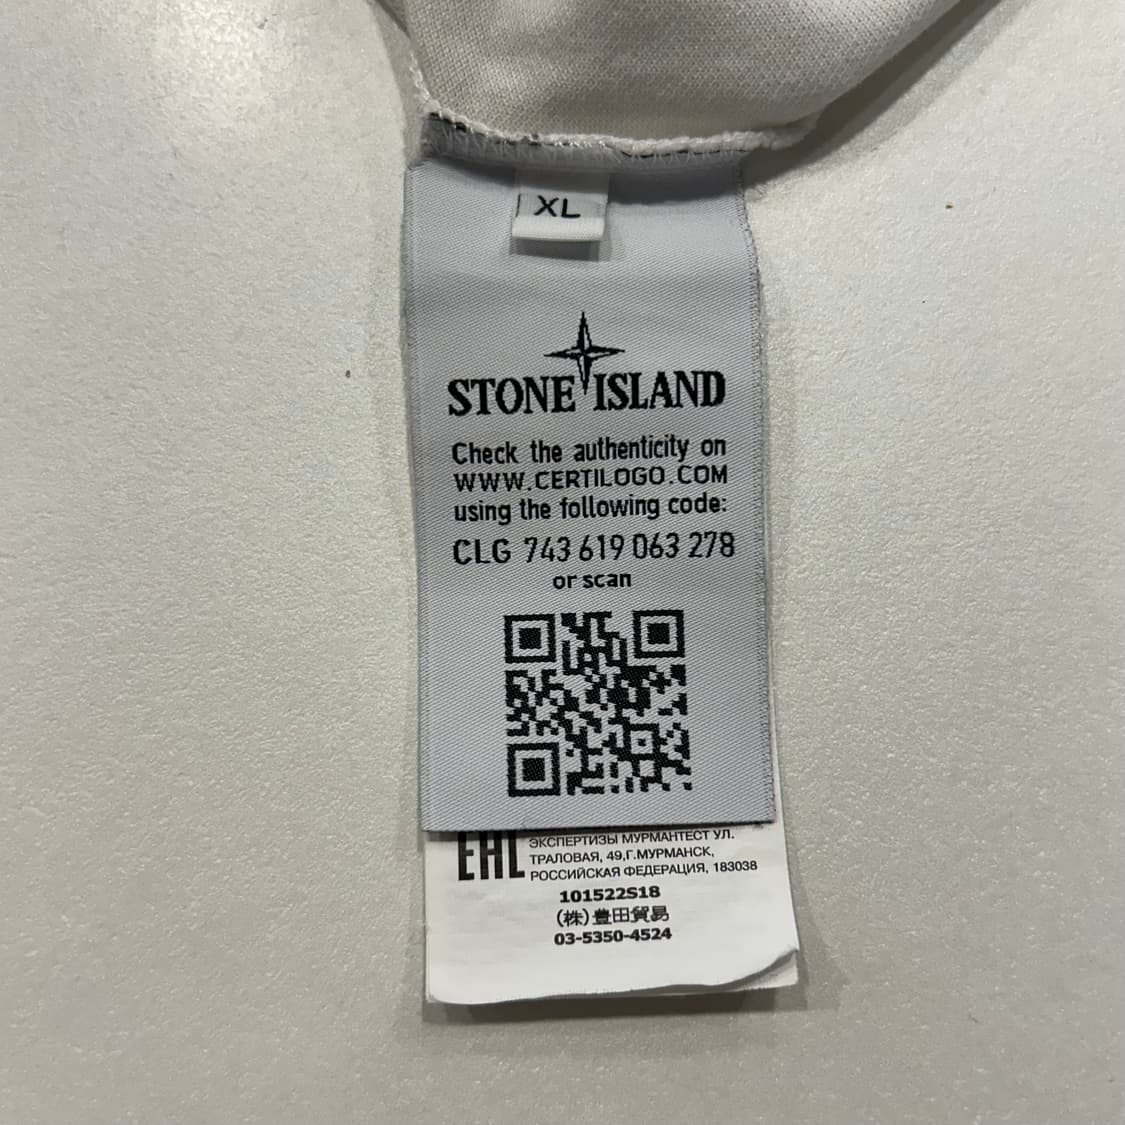 XL
STONE ISLAND
Check the authenticity on
WWW.CERTILOGO.COM
using the following code:
CLG 743 619 063 278
or scan
EAC
ЭКСПЕРТИЗЫ МУРМАНТЕСТ УЛ.
ТРАЛОВАЯ, 49,Г.МУРМАНСК,
РОССИЙСКАЯ ФЕДЕРАЦИЯ, 183038
101522S18
(株)豊田貿易
03-5350-4524